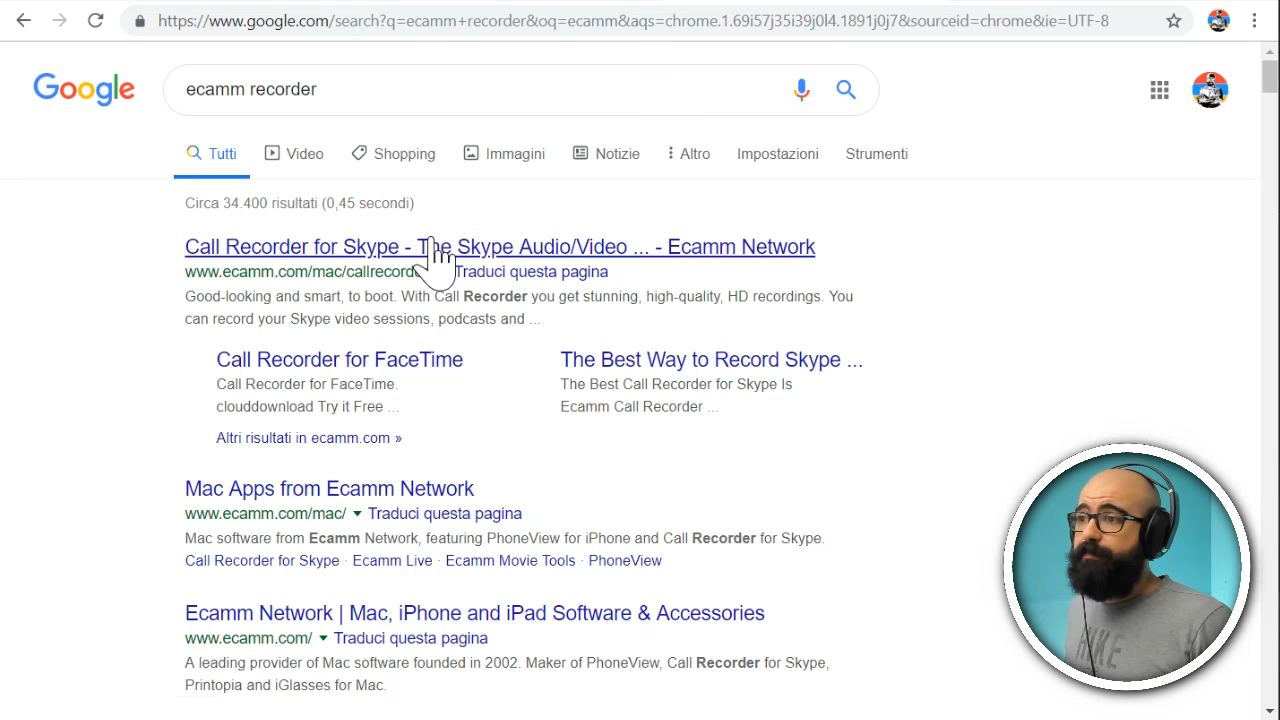 https://www.google.com/search?q=ecamm+recorder&oq=ecamm&aqs=chrome.1.69i57j35i39j0l4.1891j0j7&sourceid=chrome&ie=UTF-8
Google
ecamm recorder
Tutti Video Shopping Immagini Notizie Altro Impostazioni Strumenti
Circa 34.400 risultati (0,45 secondi)
Call Recorder for Skype - The Skype Audio/Video ... - Ecamm Network
www.ecamm.com/mac/callrecord Traduci questa pagina
Good-looking and smart, to boot. With Call Recorder you get stunning, high-quality, HD recordings. You
can record your Skype video sessions, podcasts and ...
Call Recorder for FaceTime
Call Recorder for FaceTime.
clouddownload Try it Free ...
The Best Way to Record Skype ...
The Best Call Recorder for Skype Is
Ecamm Call Recorder ...
Altri risultati in ecamm.com »
Mac Apps from Ecamm Network
www.ecamm.com/mac/ Traduci questa pagina
Mac software from Ecamm Network, featuring PhoneView for iPhone and Call Recorder for Skype.
Call Recorder for Skype · Ecamm Live · Ecamm Movie Tools · PhoneView
Ecamm Network | Mac, iPhone and iPad Software & Accessories
www.ecamm.com/ Traduci questa pagina
A leading provider of Mac software founded in 2002. Maker of PhoneView, Call Recorder for Skype,
Printopia and iGlasses for Mac.